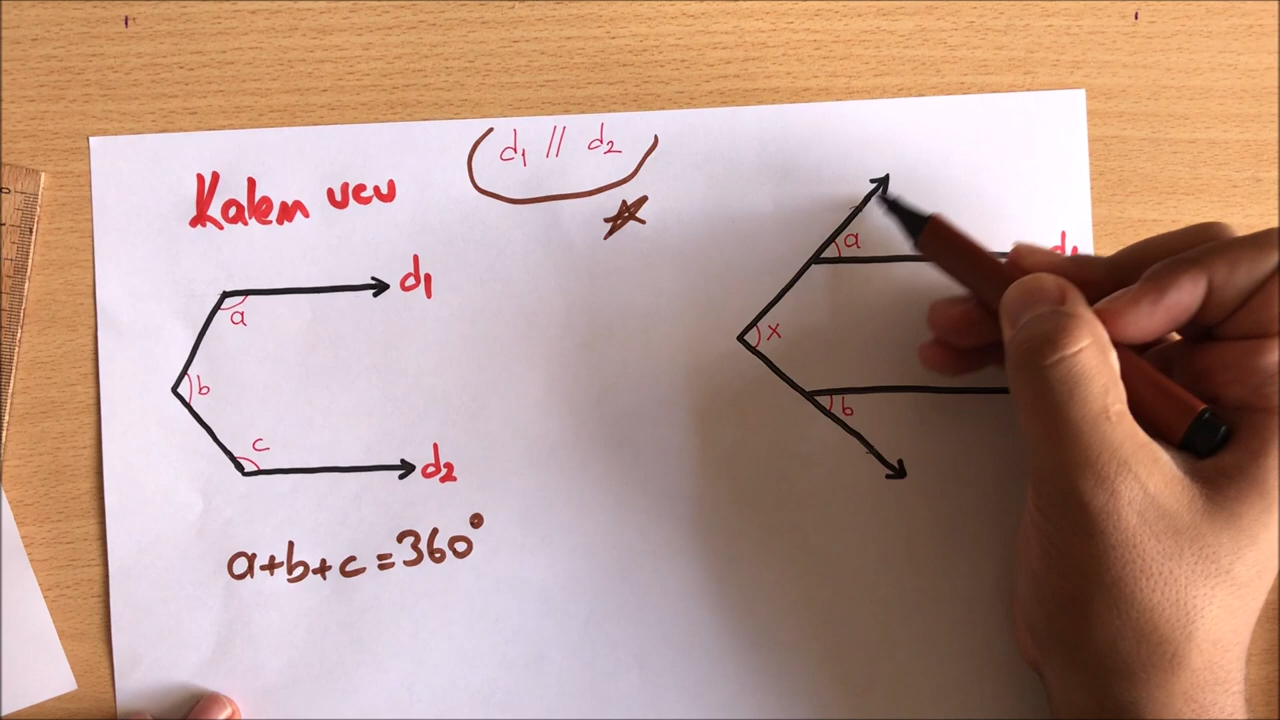 d₁ // d₂
Kalem ucu
d₁
a
b
c
d₂
a+b+c=360°
a
x
b